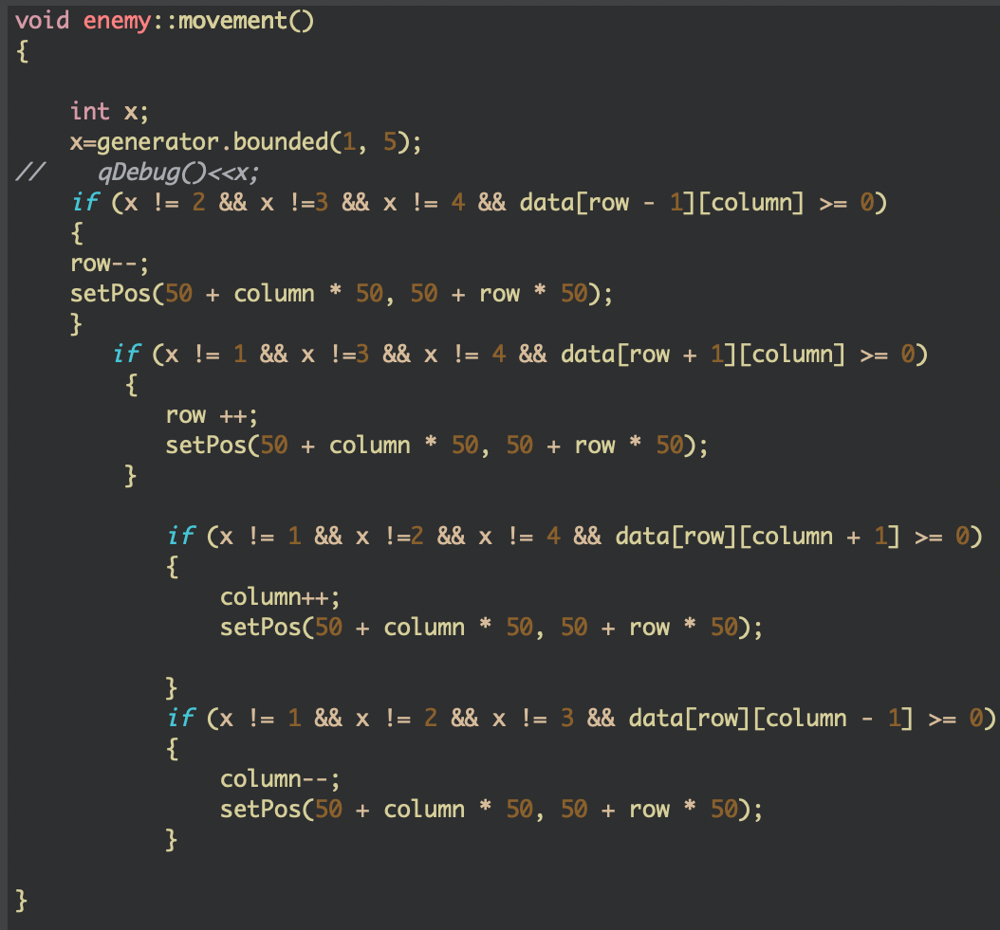 void enemy::movement()
{
int x;
x=generator.bounded(1, 5);
// qDebug()<<x;
if (x != 2 && x !=3 && x != 4 && data[row - 1][column] >= 0)
{
row--;
setPos(50 + column * 50, 50 + row * 50);
}
if (x != 1 && x !=3 && x != 4 && data[row + 1][column] >= 0)
{
row ++;
setPos(50 + column * 50, 50 + row * 50);
}
if (x != 1 && x !=2 && x != 4 && data[row][column + 1] >= 0)
{
column++;
setPos(50 + column * 50, 50 + row * 50);
}
if (x != 1 && x != 2 && x != 3 && data[row][column - 1] >= 0)
{
column--;
setPos(50 + column * 50, 50 + row * 50);
}
}